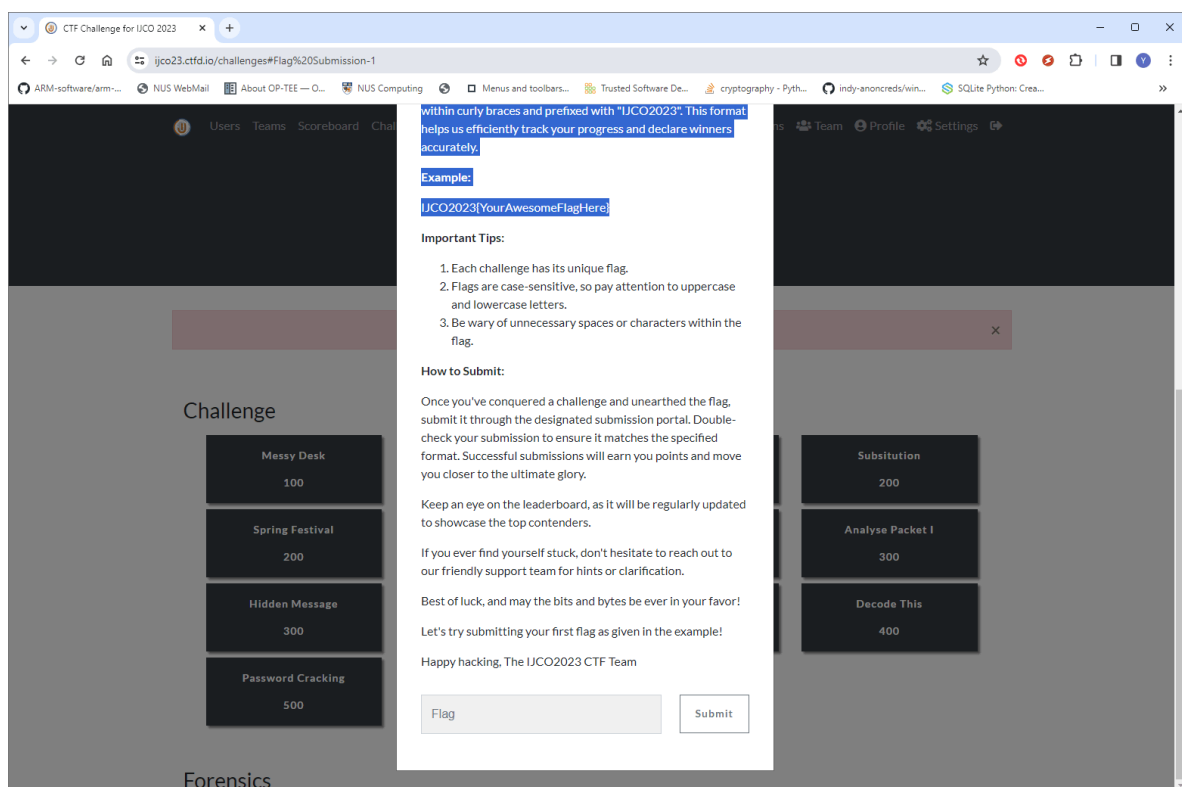 CTF Challenge for IJCO 2023
ijco23.ctfd.io/challenges#Flag%20Submission-1
ARM-software/arm-... NUS WebMail About OP-TEE — O... NUS Computing Menus and toolbars... Trusted Software De... cryptography - Pyth... indy-anoncreds/win... SQLite Python: Crea... »
within curly braces and prefixed with "IJCO2023". This format
Users Teams Scoreboard Chal ns Team Profile Settings
helps us efficiently track your progress and declare winners
accurately.
Example:
IJCO2023{YourAwesomeFlagHere}
Important Tips:
1. Each challenge has its unique flag.
2. Flags are case-sensitive, so pay attention to uppercase
and lowercase letters.
3. Be wary of unnecessary spaces or characters within the
flag.
How to Submit:
Once you've conquered a challenge and unearthed the flag,
submit it through the designated submission portal. Double-
check your submission to ensure it matches the specified
format. Successful submissions will earn you points and move
you closer to the ultimate glory.
Keep an eye on the leaderboard, as it will be regularly updated
to showcase the top contenders.
If you ever find yourself stuck, don't hesitate to reach out to
our friendly support team for hints or clarification.
Best of luck, and may the bits and bytes be ever in your favor!
Let's try submitting your first flag as given in the example!
Happy hacking, The IJCO2023 CTF Team
Flag
Submit
Challenge
Messy Desk
100
Subsitution
200
Spring Festival
200
Analyse Packet I
300
Hidden Message
300
Decode This
400
Password Cracking
500
Forensics